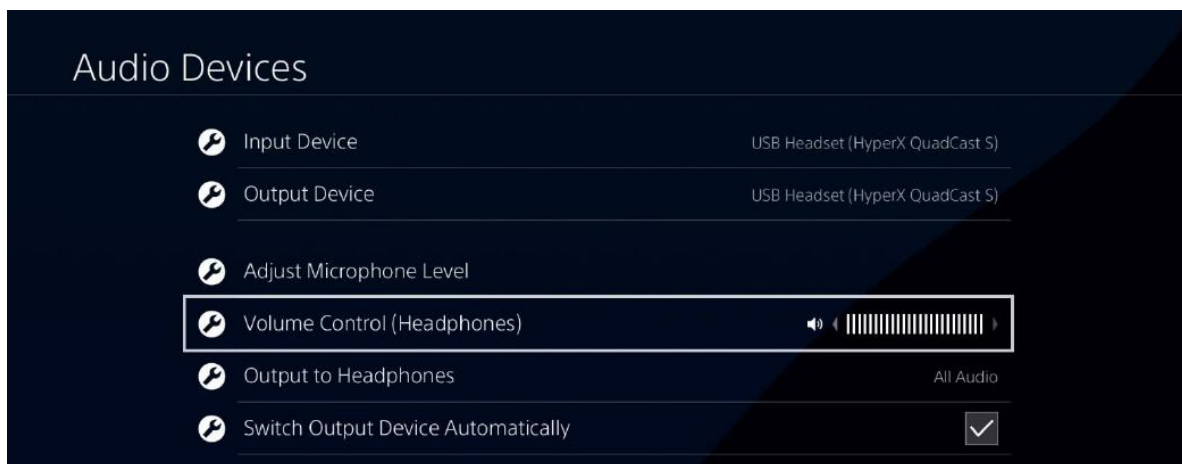 Audio Devices
Input Device USB Headset (HyperX QuadCast S)
Output Device USB Headset (HyperX QuadCast S)
Adjust Microphone Level
Volume Control (Headphones)
Output to Headphones All Audio
Switch Output Device Automatically